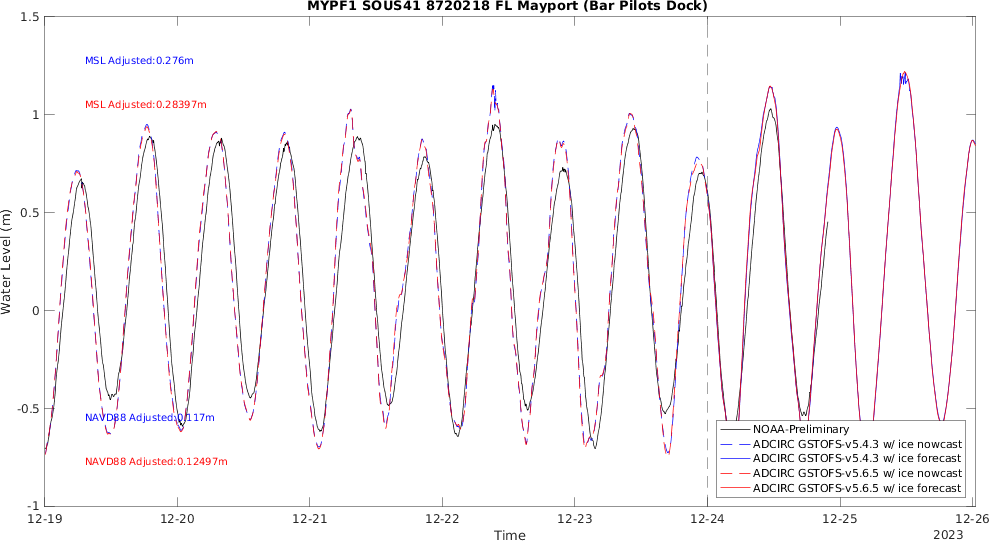 MYPF1 SOUS41 8720218 FL Mayport (Bar Pilots Dock)
1.5
1
0.5
0
-0.5
-1
Water Level (m)
MSL Adjusted:0.276m
MSL Adjusted:0.28397m
NAVD88 Adjusted:0.117m
NAVD88 Adjusted:0.12497m
NOAA-Preliminary
ADCIRC GSTOFS-v5.4.3 w/ ice nowcast
ADCIRC GSTOFS-v5.4.3 w/ ice forecast
ADCIRC GSTOFS-v5.6.5 w/ ice nowcast
ADCIRC GSTOFS-v5.6.5 w/ ice forecast
12-19 12-20 12-21 12-22 12-23 12-24 12-25 12-26
Time
2023